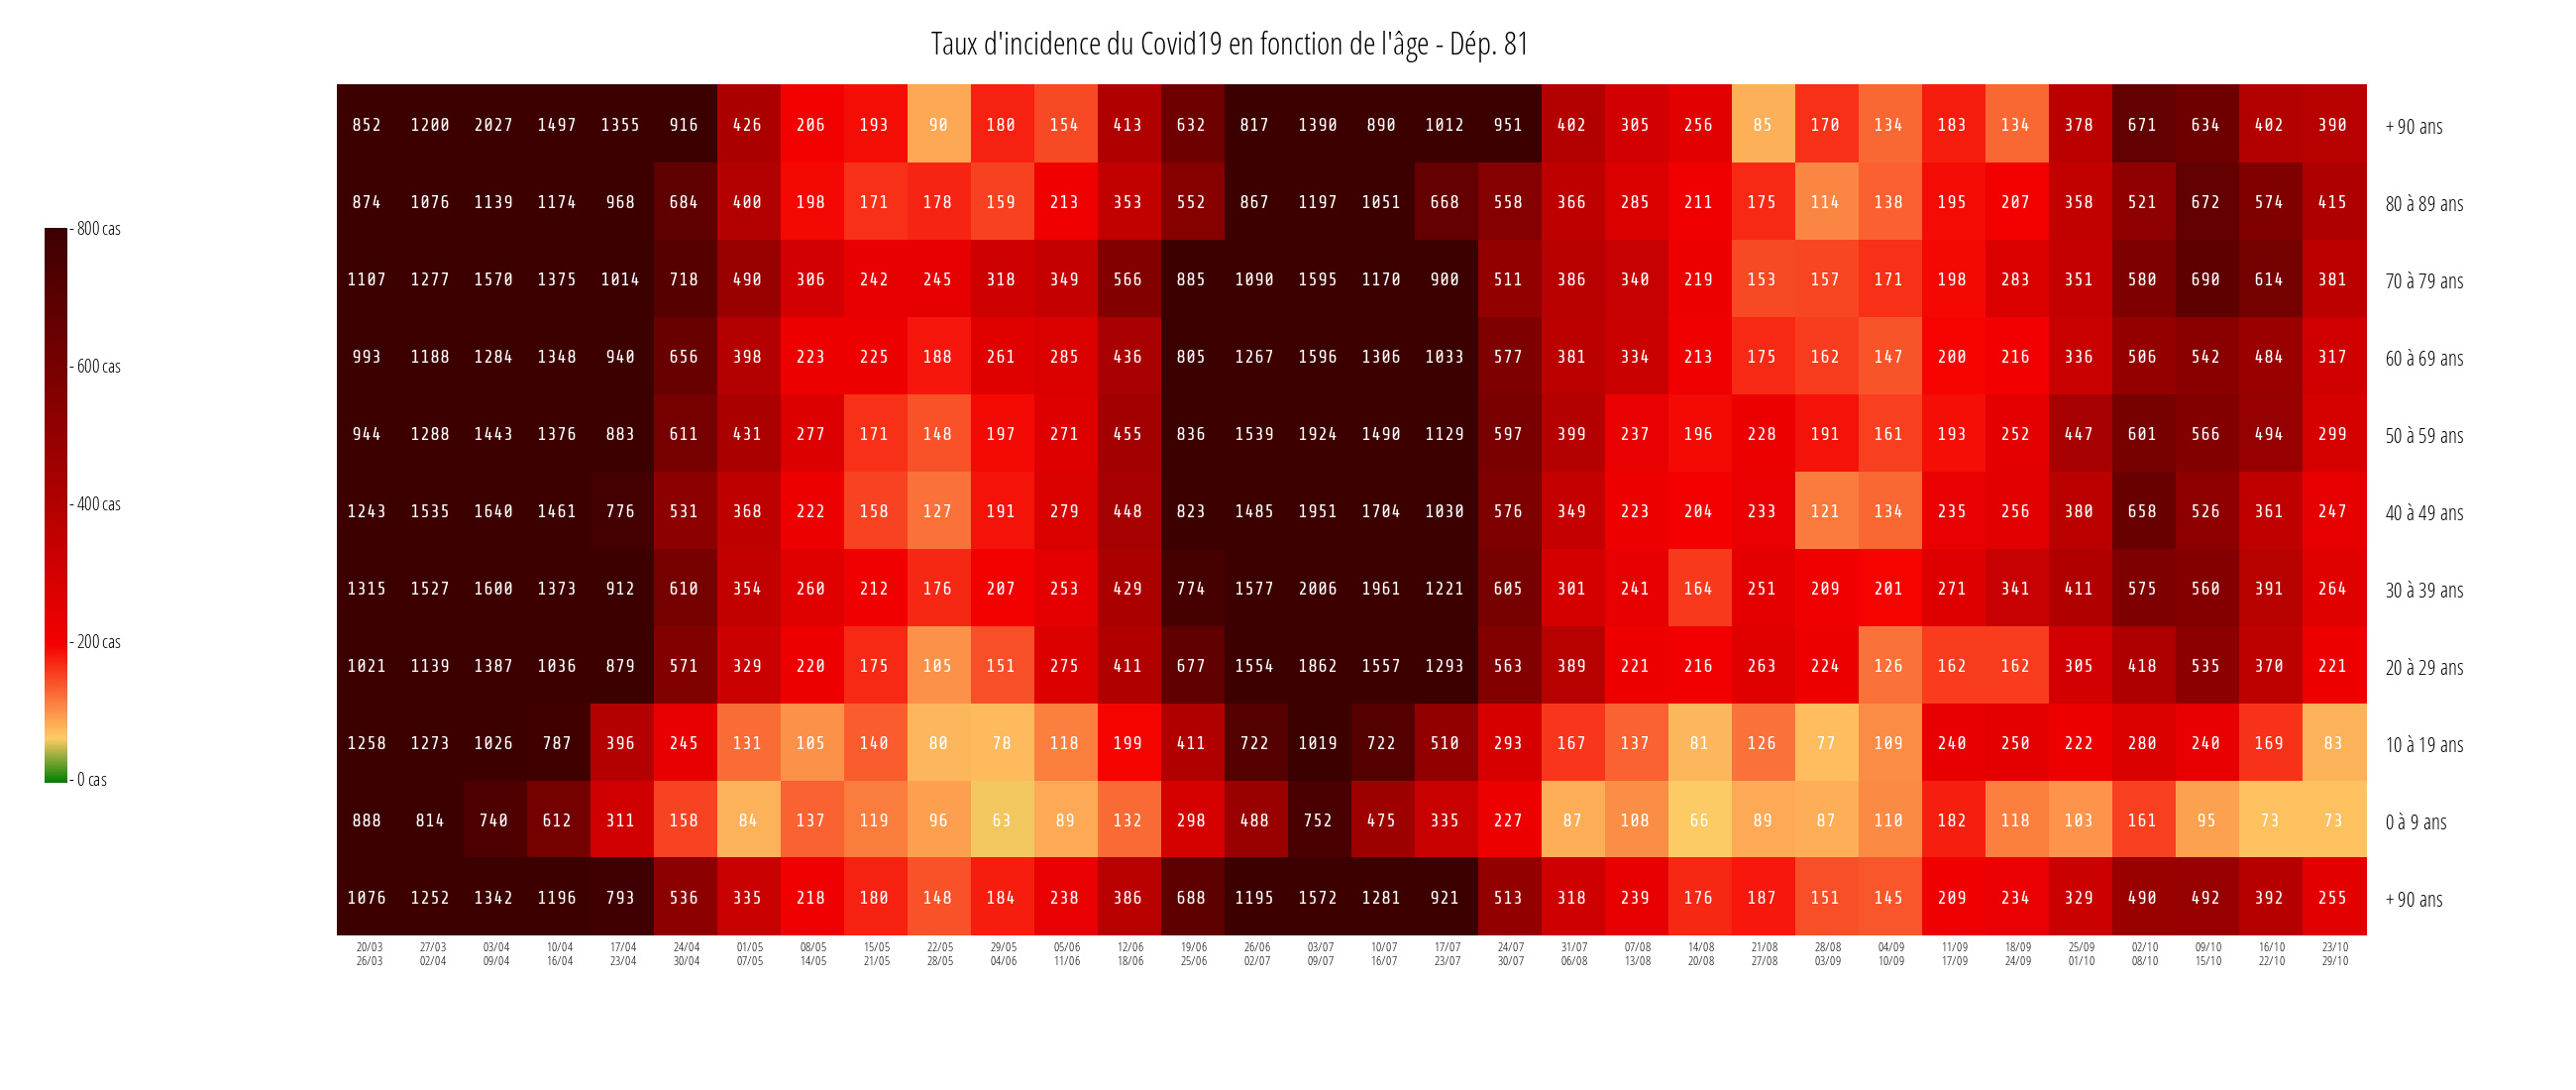 Taux d'incidence du Covid19 en fonction de l'âge - Dép. 81
- 800 cas
- 600 cas
- 400 cas
- 200 cas
- 0 cas
852 1200 2027 1497 1355 916 426 206 193 90 180 154 413 632 817 1390 890 1012 951 402 305 256 85 170 134 183 134 378 671 634 402 390 + 90 ans
874 1076 1139 1174 968 684 400 198 171 178 159 213 353 552 867 1197 1051 668 558 366 285 211 175 114 138 195 207 358 521 672 574 415 80 à 89 ans
1107 1277 1570 1375 1014 718 490 306 242 245 318 349 566 885 1090 1595 1170 900 511 386 340 219 153 157 171 198 283 351 580 690 614 381 70 à 79 ans
993 1188 1284 1348 940 656 398 223 225 188 261 285 436 805 1267 1596 1306 1033 577 381 334 213 175 162 147 200 216 336 506 542 484 317 60 à 69 ans
944 1288 1443 1376 883 611 431 277 171 148 197 271 455 836 1539 1924 1490 1129 597 399 237 196 228 191 161 193 252 447 601 566 494 299 50 à 59 ans
1243 1535 1640 1461 776 531 368 222 158 127 191 279 448 823 1485 1951 1704 1030 576 349 223 204 233 121 134 235 256 380 658 526 361 247 40 à 49 ans
1315 1527 1600 1373 912 610 354 260 212 176 207 253 429 774 1577 2006 1961 1221 605 301 241 164 251 209 201 271 341 411 575 560 391 264 30 à 39 ans
1021 1139 1387 1036 879 571 329 220 175 105 151 275 411 677 1554 1862 1557 1293 563 389 221 216 263 224 126 162 162 305 418 535 370 221 20 à 29 ans
1258 1273 1026 787 396 245 131 105 140 80 78 118 199 411 722 1019 722 510 293 167 137 81 126 77 109 240 250 222 280 240 169 83 10 à 19 ans
888 814 740 612 311 158 84 137 119 96 63 89 132 298 488 752 475 335 227 87 108 66 89 87 110 182 118 103 161 95 73 73 0 à 9 ans
1076 1252 1342 1196 793 536 335 218 180 148 184 238 386 688 1195 1572 1281 921 513 318 239 176 187 151 145 209 234 329 490 492 392 255 + 90 ans
20/03 27/03 03/04 10/04 17/04 24/04 01/05 08/05 15/05 22/05 29/05 05/06 12/06 19/06 26/06 03/07 10/07 17/07 24/07 31/07 07/08 14/08 21/08 28/08 04/09 11/09 18/09 25/09 02/10 09/10 16/10 23/10
26/03 02/04 09/04 16/04 23/04 30/04 07/05 14/05 21/05 28/05 04/06 11/06 18/06 25/06 02/07 09/07 16/07 23/07 30/07 06/08 13/08 20/08 27/08 03/09 10/09 17/09 24/09 01/10 08/10 15/10 22/10 29/10